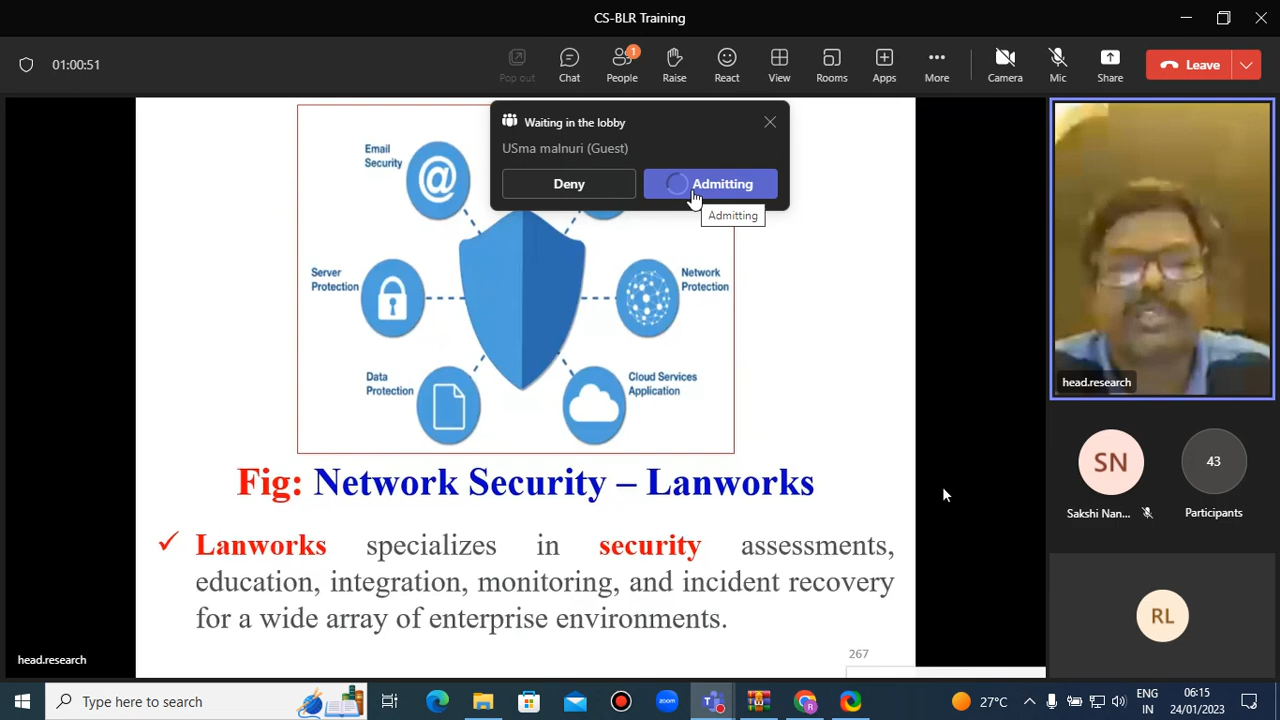 CS-BLR Training
01:00:51
Pop out
Chat
1
People
Raise
React
View
Rooms
Apps
More
Camera
Mic
Share
Leave
Waiting in the lobby
USma malnuri (Guest)
Deny
Admitting
Admitting
Email
Security
@
Server
Protection
Network
Protection
Data
Protection
Cloud Services
Application
Fig: Network Security – Lanworks
Lanworks specializes in security assessments,
education, integration, monitoring, and incident recovery
for a wide array of enterprise environments.
267
head.research
head.research
SN
Sakshi Nan...
43
Participants
RL
Type here to search
zoom
27°C
ENG
IN
06:15
24/01/2023